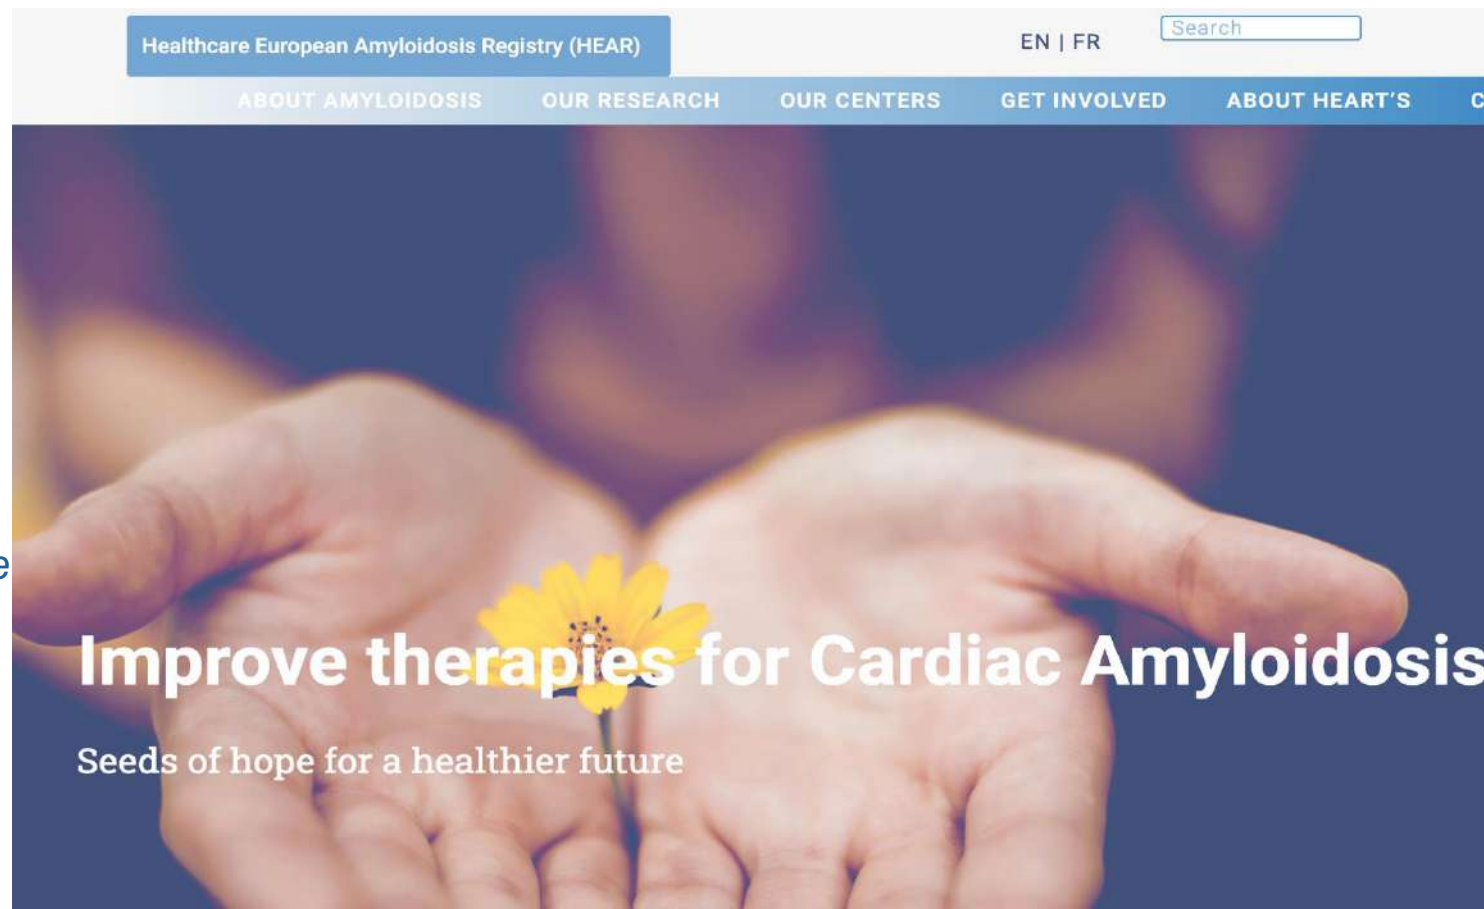 Healthcare European Amyloidosis Registry (HEAR)
EN | FR
Search
ABOUT AMYLOIDOSIS OUR RESEARCH OUR CENTERS GET INVOLVED ABOUT HEART'S C
Improve therapies for Cardiac Amyloidosis
Seeds of hope for a healthier future